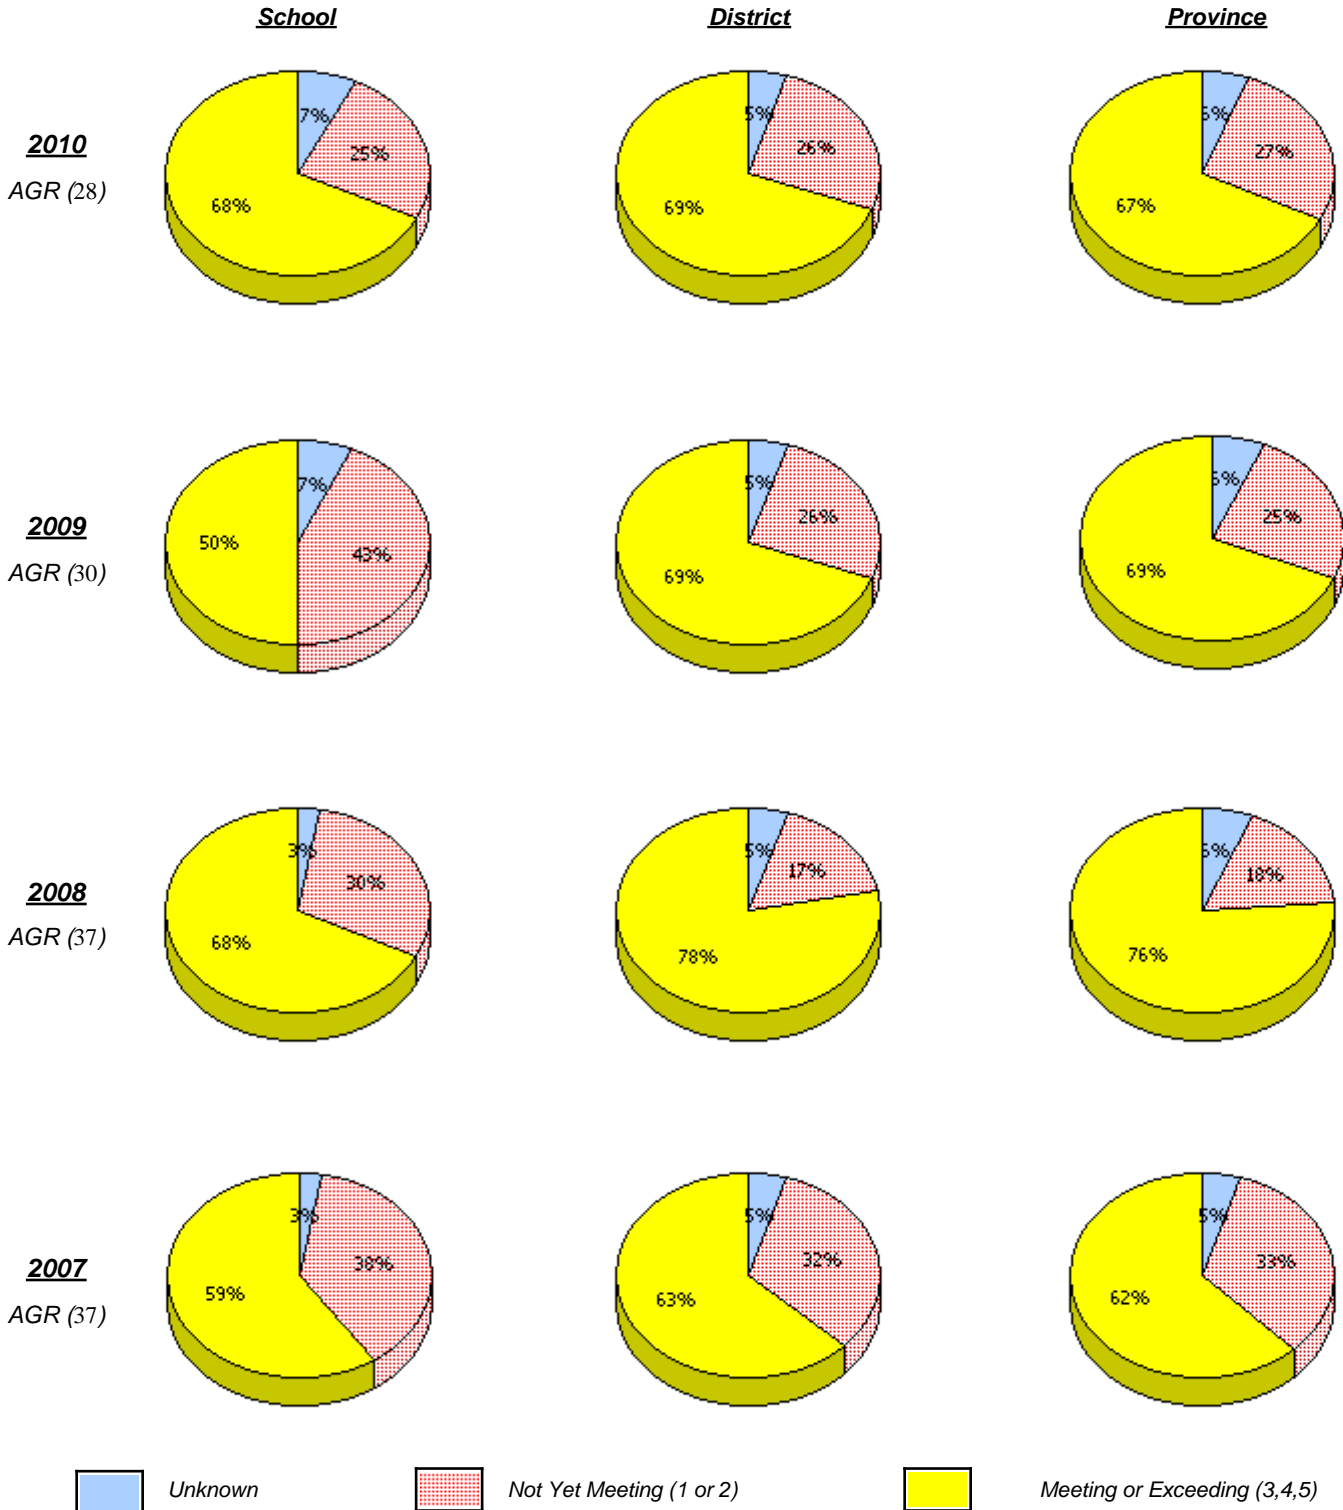 School District Province
2010
AGR (28)
7% 25% 68%
5% 26% 69%
27% 67%
2009
AGR (30)
7% 43% 50%
5% 26% 69%
25% 69%
2008
AGR (37)
3% 30% 68%
5% 17% 78%
18% 76%
2007
AGR (37)
3% 38% 59%
5% 32% 63%
5% 33% 62%
Unknown Not Yet Meeting (1 or 2) Meeting or Exceeding (3,4,5)